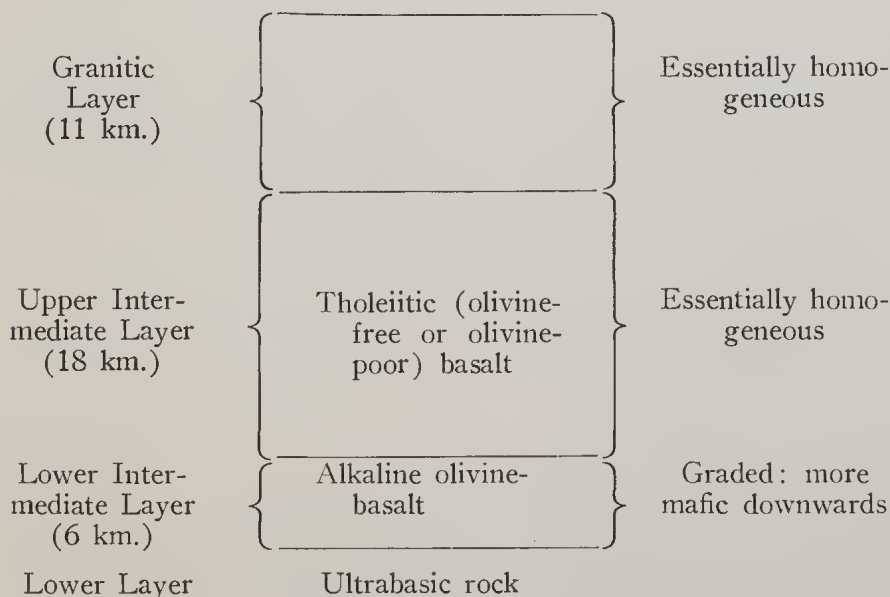 Granitic
Layer
(11 km.)
Essentially homo-
geneous
Upper Inter-
mediate Layer
(18 km.)
Tholeiitic (olivine-
free or olivine-
poor) basalt
Essentially homo-
geneous
Lower Inter-
mediate Layer
(6 km.)
Alkaline olivine-
basalt
Graded: more
mafic downwards
Lower Layer
Ultrabasic rock